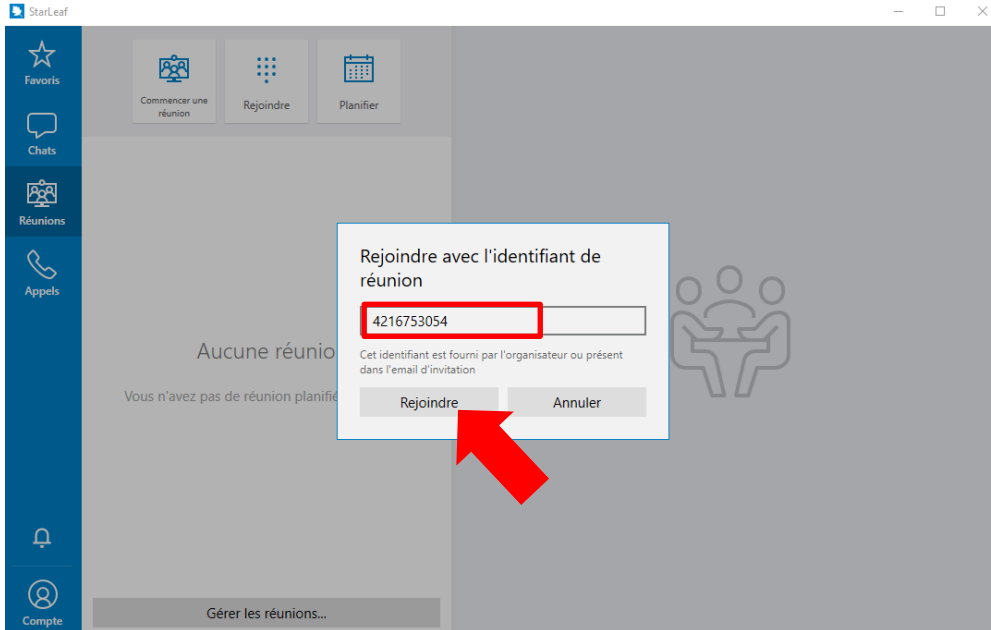 StarLeaf
Favoris
Chats
Réunions
Appels
Compte
Commencer une
réunion
Rejoindre
Planifier
Aucune réunio
Vous n'avez pas de réunion planifié
Gérer les réunions...
Rejoindre avec l'identifiant de
réunion
4216753054
Cet identifiant est fourni par l'organisateur ou présent
dans l'email d'invitation
Rejoindre
Annuler